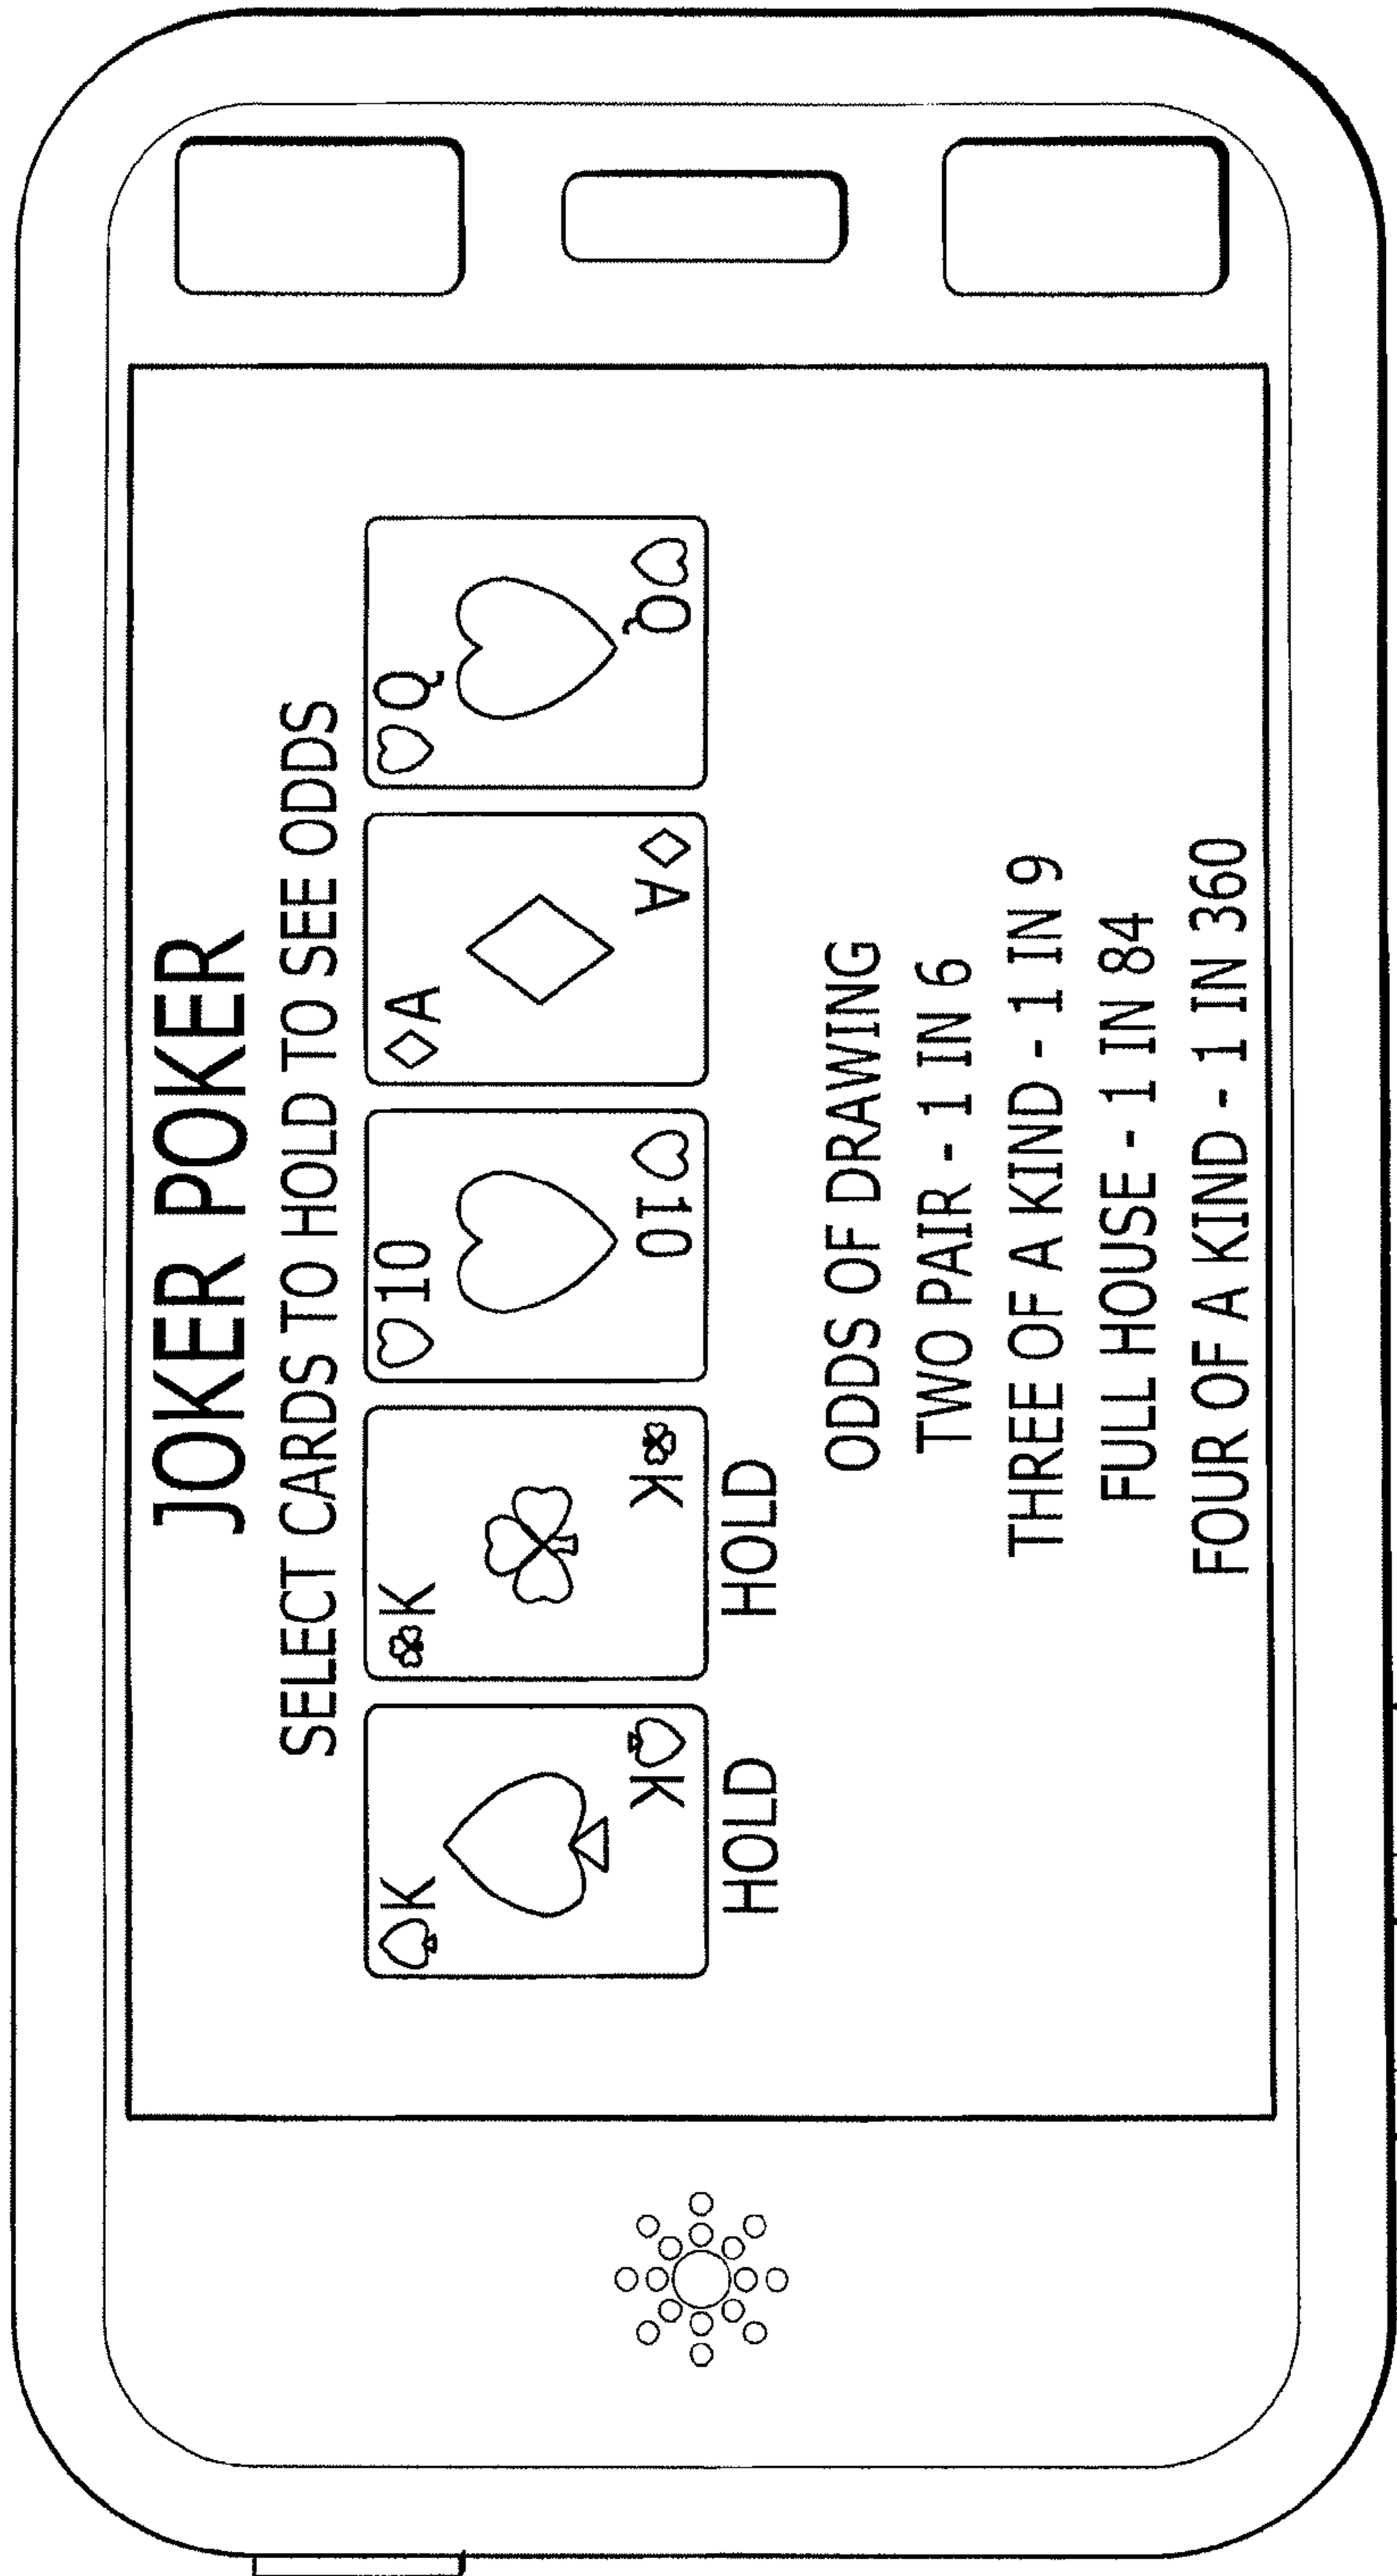 JOKER POKER
SELECT CARDS TO HOLD TO SEE ODDS
K K 10 A Q
K K 10 A Q
HOLD HOLD
ODDS OF DRAWING
TWO PAIR - 1 IN 6
THREE OF A KIND - 1 IN 9
FULL HOUSE - 1 IN 84
FOUR OF A KIND - 1 IN 360